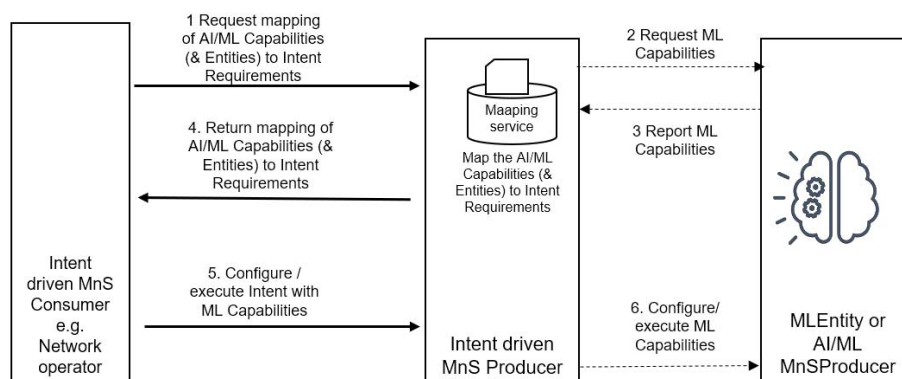 1 Request mapping
of AI/ML Capabilities
(& Entities) to Intent
Requirements
4. Return mapping of
AI/ML Capabilities (&
Entities) to Intent
Requirements
5. Configure /
execute Intent with
ML Capabilities
Intent
driven MnS
Consumer
e.g.
Network
operator
Maaping
service
Map the AI/ML
Capabilities (&
Entities) to Intent
Requirements
Intent driven
MnS Producer
2 Request ML
Capabilities
3 Report ML
Capabilities
6. Configure/
execute ML
Capabilities
MLEntity or
AI/ML
MnSProducer